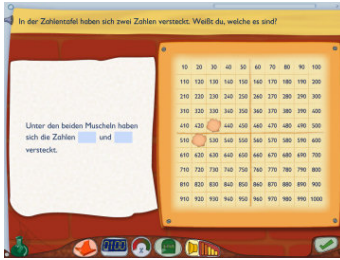 In der Zahlentafel haben sich zwei Zahlen versteckt. Weißt du, welche es sind?
Unter den beiden Muscheln haben
sich die Zahlen und
versteckt.
10 20 30 40 50 60 70 80 90 100
110 120 130 140 150 160 170 180 190 200
210 220 230 240 250 260 270 280 290 300
310 320 330 340 350 360 370 380 390 400
410 420 440 450 460 470 480 490 500
510 530 540 550 560 570 580 590 600
610 620 630 640 650 660 670 680 690 700
710 720 730 740 750 760 770 780 790 800
810 820 830 840 850 860 870 880 890 900
910 920 930 940 950 960 970 980 990 1000